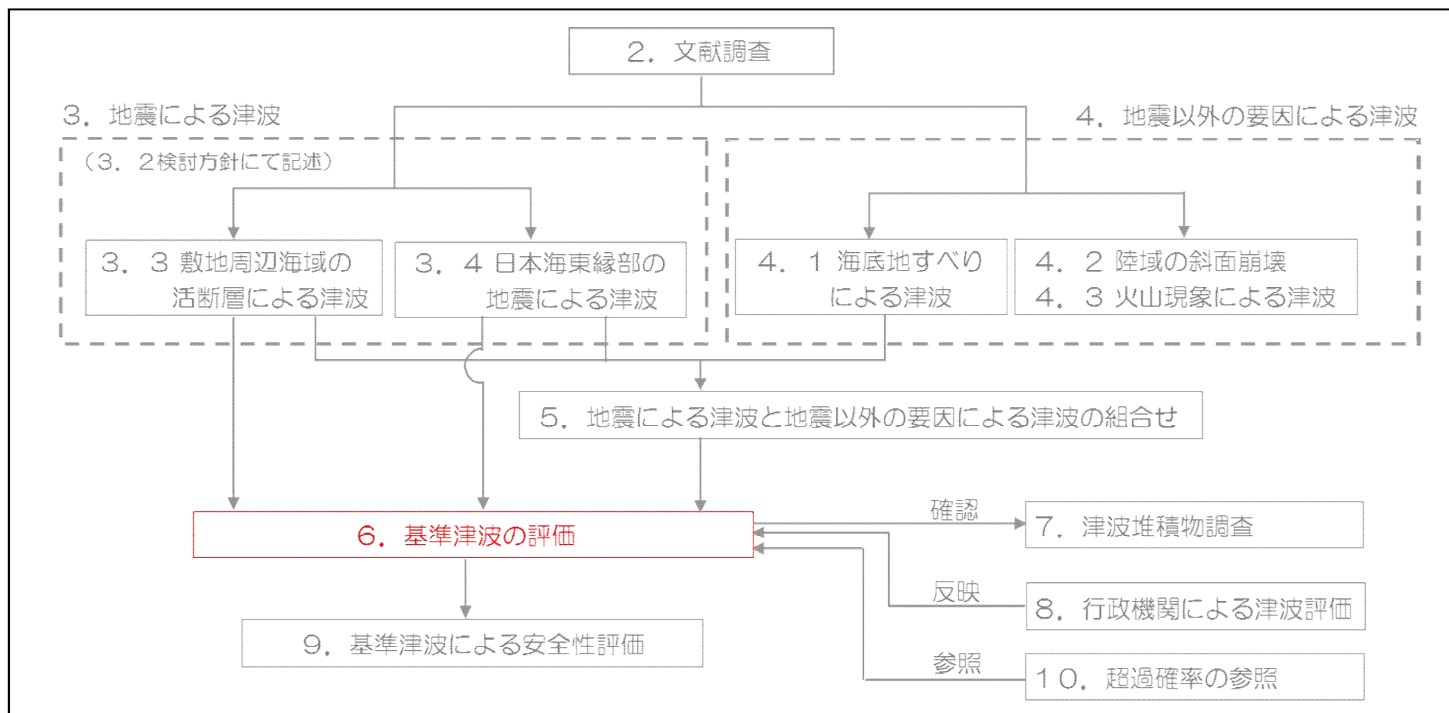 ２．文献調査
３．地震による津波
４．地震以外の要因による津波
（３．２検討方針にて記述）
３．３敷地周辺海域の
活断層による津波
３．４日本海東縁部の
地震による津波
４．１海底地すべり
による津波
４．２陸域の斜面崩壊
４．３火山現象による津波
５．地震による津波と地震以外の要因による津波の組合せ
６．基準津波の評価
確認
７．津波堆積物調査
反映
８．行政機関による津波評価
９．基準津波による安全性評価
参照
１０．超過確率の参照